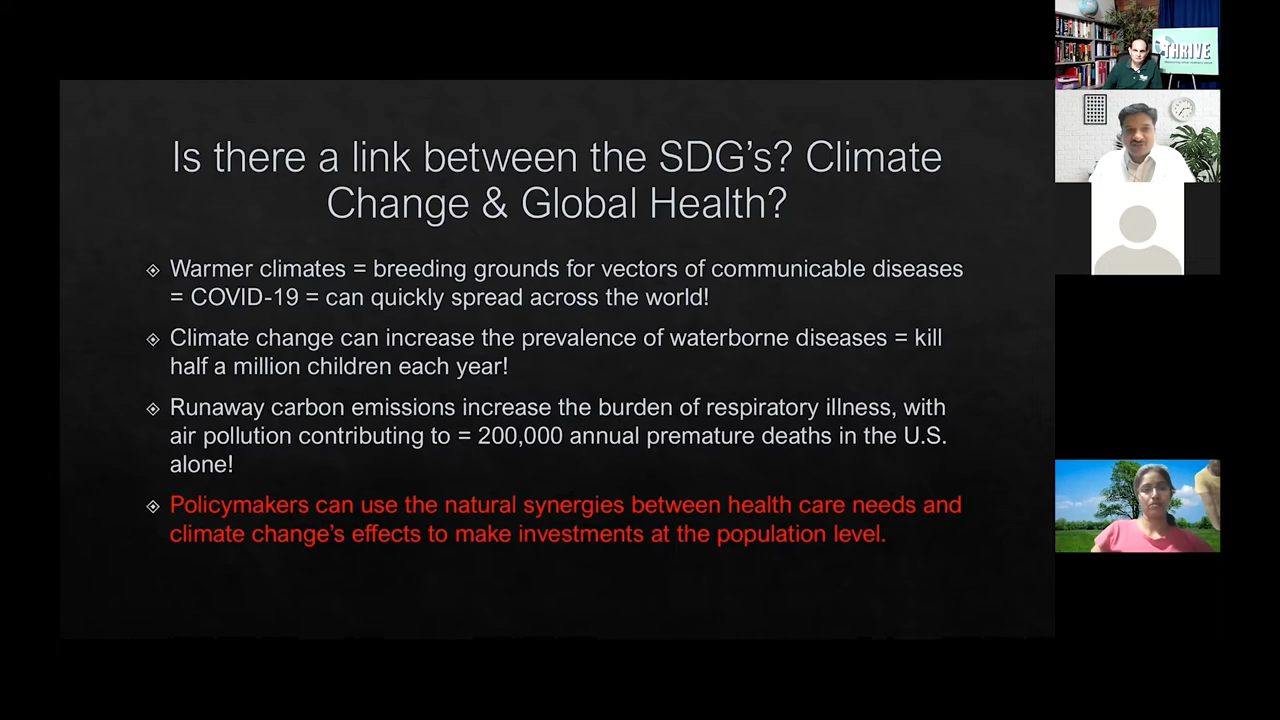 Is there a link between the SDG's? Climate
Change & Global Health?
Warmer climates = breeding grounds for vectors of communicable diseases
= COVID-19 = can quickly spread across the world!
Climate change can increase the prevalence of waterborne diseases = kill
half a million children each year!
Runaway carbon emissions increase the burden of respiratory illness, with
air pollution contributing to = 200,000 annual premature deaths in the U.S.
alone!
Policymakers can use the natural synergies between health care needs and
climate change's effects to make investments at the population level.
THRIVE